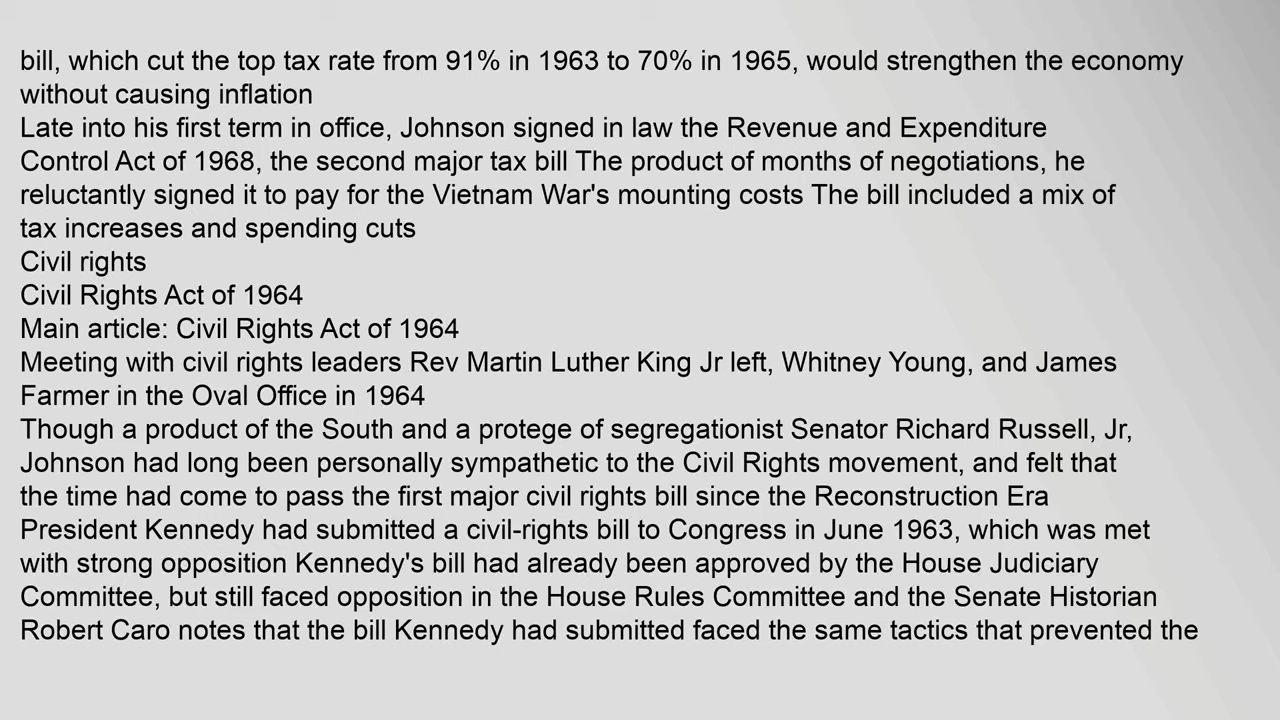 bill, which cut the top tax rate from 91% in 1963 to 70% in 1965, would strengthen the economy
without causing inflation
Late into his first term in office, Johnson signed in law the Revenue and Expenditure
Control Act of 1968, the second major tax bill The product of months of negotiations, he
reluctantly signed it to pay for the Vietnam War's mounting costs The bill included a mix of
tax increases and spending cuts
Civil rights
Civil Rights Act of 1964
Main article: Civil Rights Act of 1964
Meeting with civil rights leaders Rev Martin Luther King Jr left, Whitney Young, and James
Farmer in the Oval Office in 1964
Though a product of the South and a protege of segregationist Senator Richard Russell, Jr,
Johnson had long been personally sympathetic to the Civil Rights movement, and felt that
the time had come to pass the first major civil rights bill since the Reconstruction Era
President Kennedy had submitted a civil-rights bill to Congress in June 1963, which was met
with strong opposition Kennedy's bill had already been approved by the House Judiciary
Committee, but still faced opposition in the House Rules Committee and the Senate Historian
Robert Caro notes that the bill Kennedy had submitted faced the same tactics that prevented the